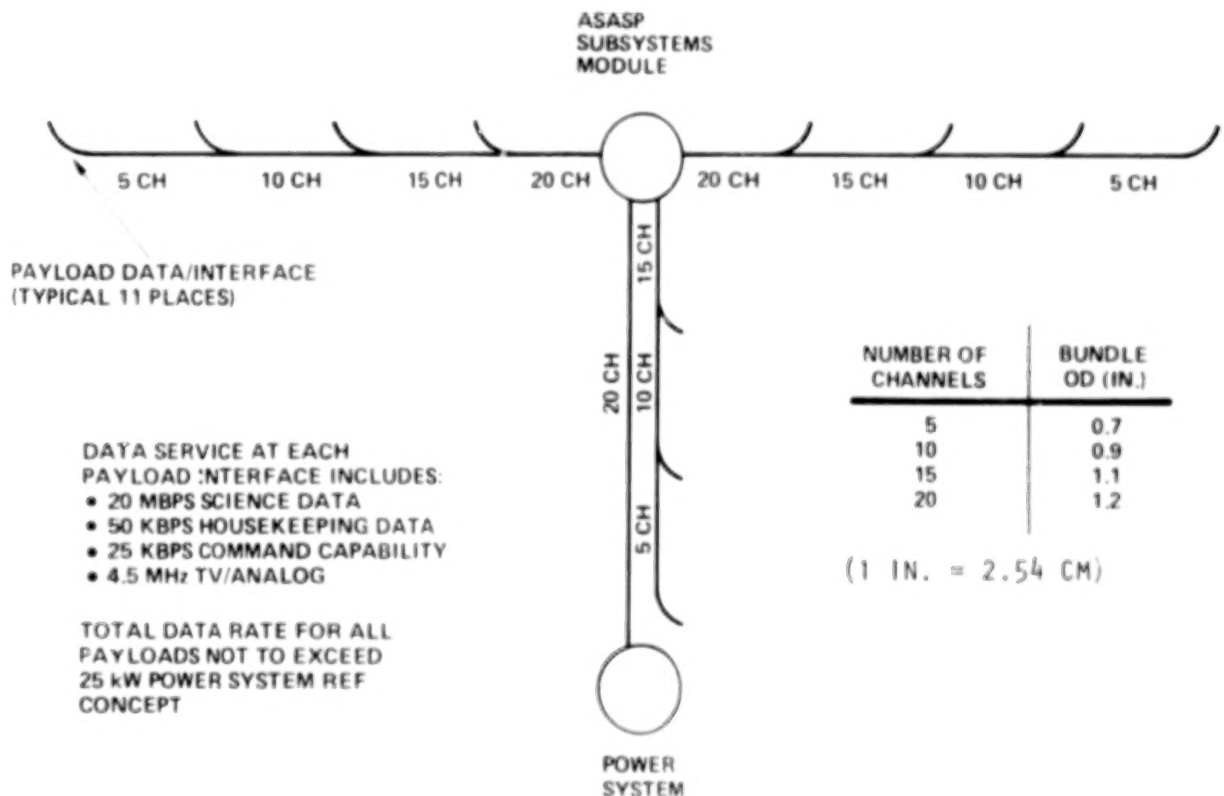 ASASP
SUBSYSTEMS
MODULE
5 CH
10 CH
15 CH
20 CH
20 CH
15 CH
10 CH
5 CH
PAYLOAD DATA/INTERFACE
(TYPICAL 11 PLACES)
15 CH
20 CH
10 CH
5 CH
NUMBER OF CHANNELS | BUNDLE OD (IN.)
5 0.7
10 0.9
15 1.1
20 1.2
(1 IN. = 2.54 CM)
DATA SERVICE AT EACH
PAYLOAD INTERFACE INCLUDES:
• 20 MBPS SCIENCE DATA
• 50 KBPS HOUSEKEEPING DATA
• 25 KBPS COMMAND CAPABILITY
• 4.5 MHz TV/ANALOG
TOTAL DATA RATE FOR ALL
PAYLOADS NOT TO EXCEED
25 kW POWER SYSTEM REF
CONCEPT
POWER
SYSTEM